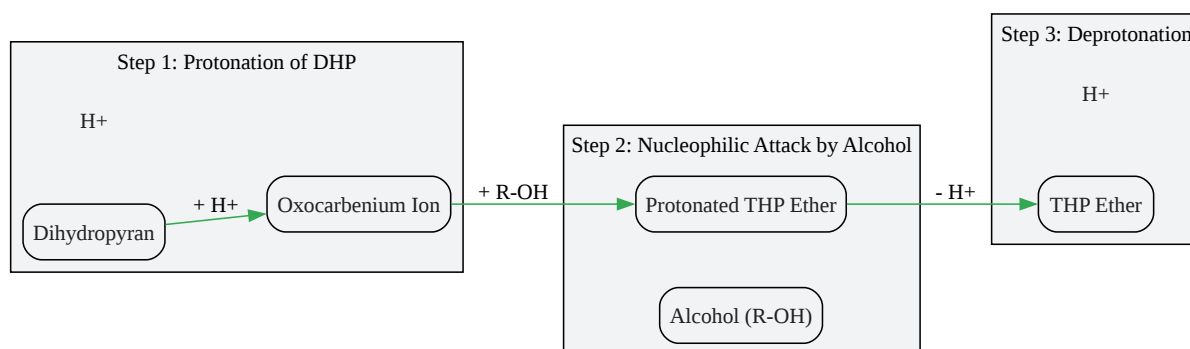 Step 1: Protonation of DHP
H+
Dihydropyran
+ H+
Oxocarbenium Ion
+ R-OH
Step 2: Nucleophilic Attack by Alcohol
Protonated THP Ether
Alcohol (R-OH)
- H+
Step 3: Deprotonation
H+
THP Ether